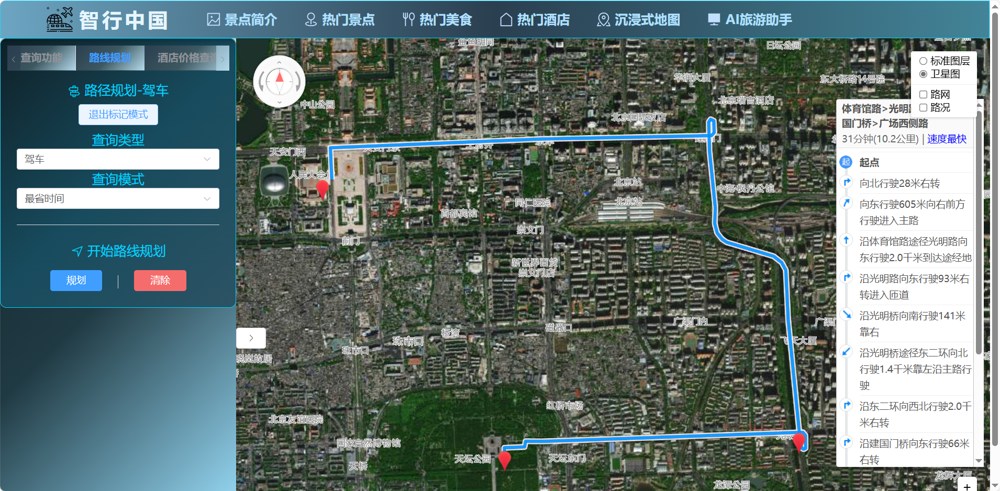 智行中国
景点简介
热门景点
热门美食
热门酒店
沉浸式地图
AI旅游助手
查询功能
路线规划
酒店价格查
路径规划-驾车
退出标记模式
查询类型
驾车
查询模式
最省时间
开始路线规划
规划
清除
金鱼胡同
日坛公园
标准图层
卫星图
路网
路况
华润大厦
东大桥路14号院
中山公园
北京瑞吉酒店
北京国际饭店
天安门西
人民大会
北京站
中海·枫丹公馆
同仁医院
北京站
首都宾馆
崇文门
前门
新世界百货
崇文门店
广渠门内
磁器口
桥湾
珠市口
珠市口
飞天大厦
晓岚故居
红桥市场
北京友谊医院
国家自然博物馆
天坛公园
天坛东门
天桥
龙潭公园
龙辉大厦
体育馆路>光明
国门桥>广场西侧路
31分钟(10.2公里) | 速度最快
起 起点
向北行驶28米右转
向东行驶605米向右前方
行驶进入主路
沿体育馆路途径光明路向
东行驶2.0千米到达途经地
沿光明路向东行驶93米右
转进入匝道
沿光明桥向南行驶141米
靠右
沿光明桥途径东二环向北
行驶1.4千米靠左沿主路行
驶
沿东二环向西北行驶2.0千
米右转
沿建国门桥向东行驶66米
右转
+